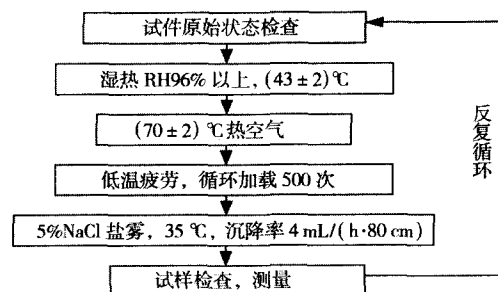 试件原始状态检查
湿热 RH96% 以上, (43±2)℃
(70±2) ℃热空气
低温疲劳，循环加载 500 次
5%NaCl 盐雾，35 ℃，沉降率 4 mL/(h·80 cm)
试样检查，测量
反复循环